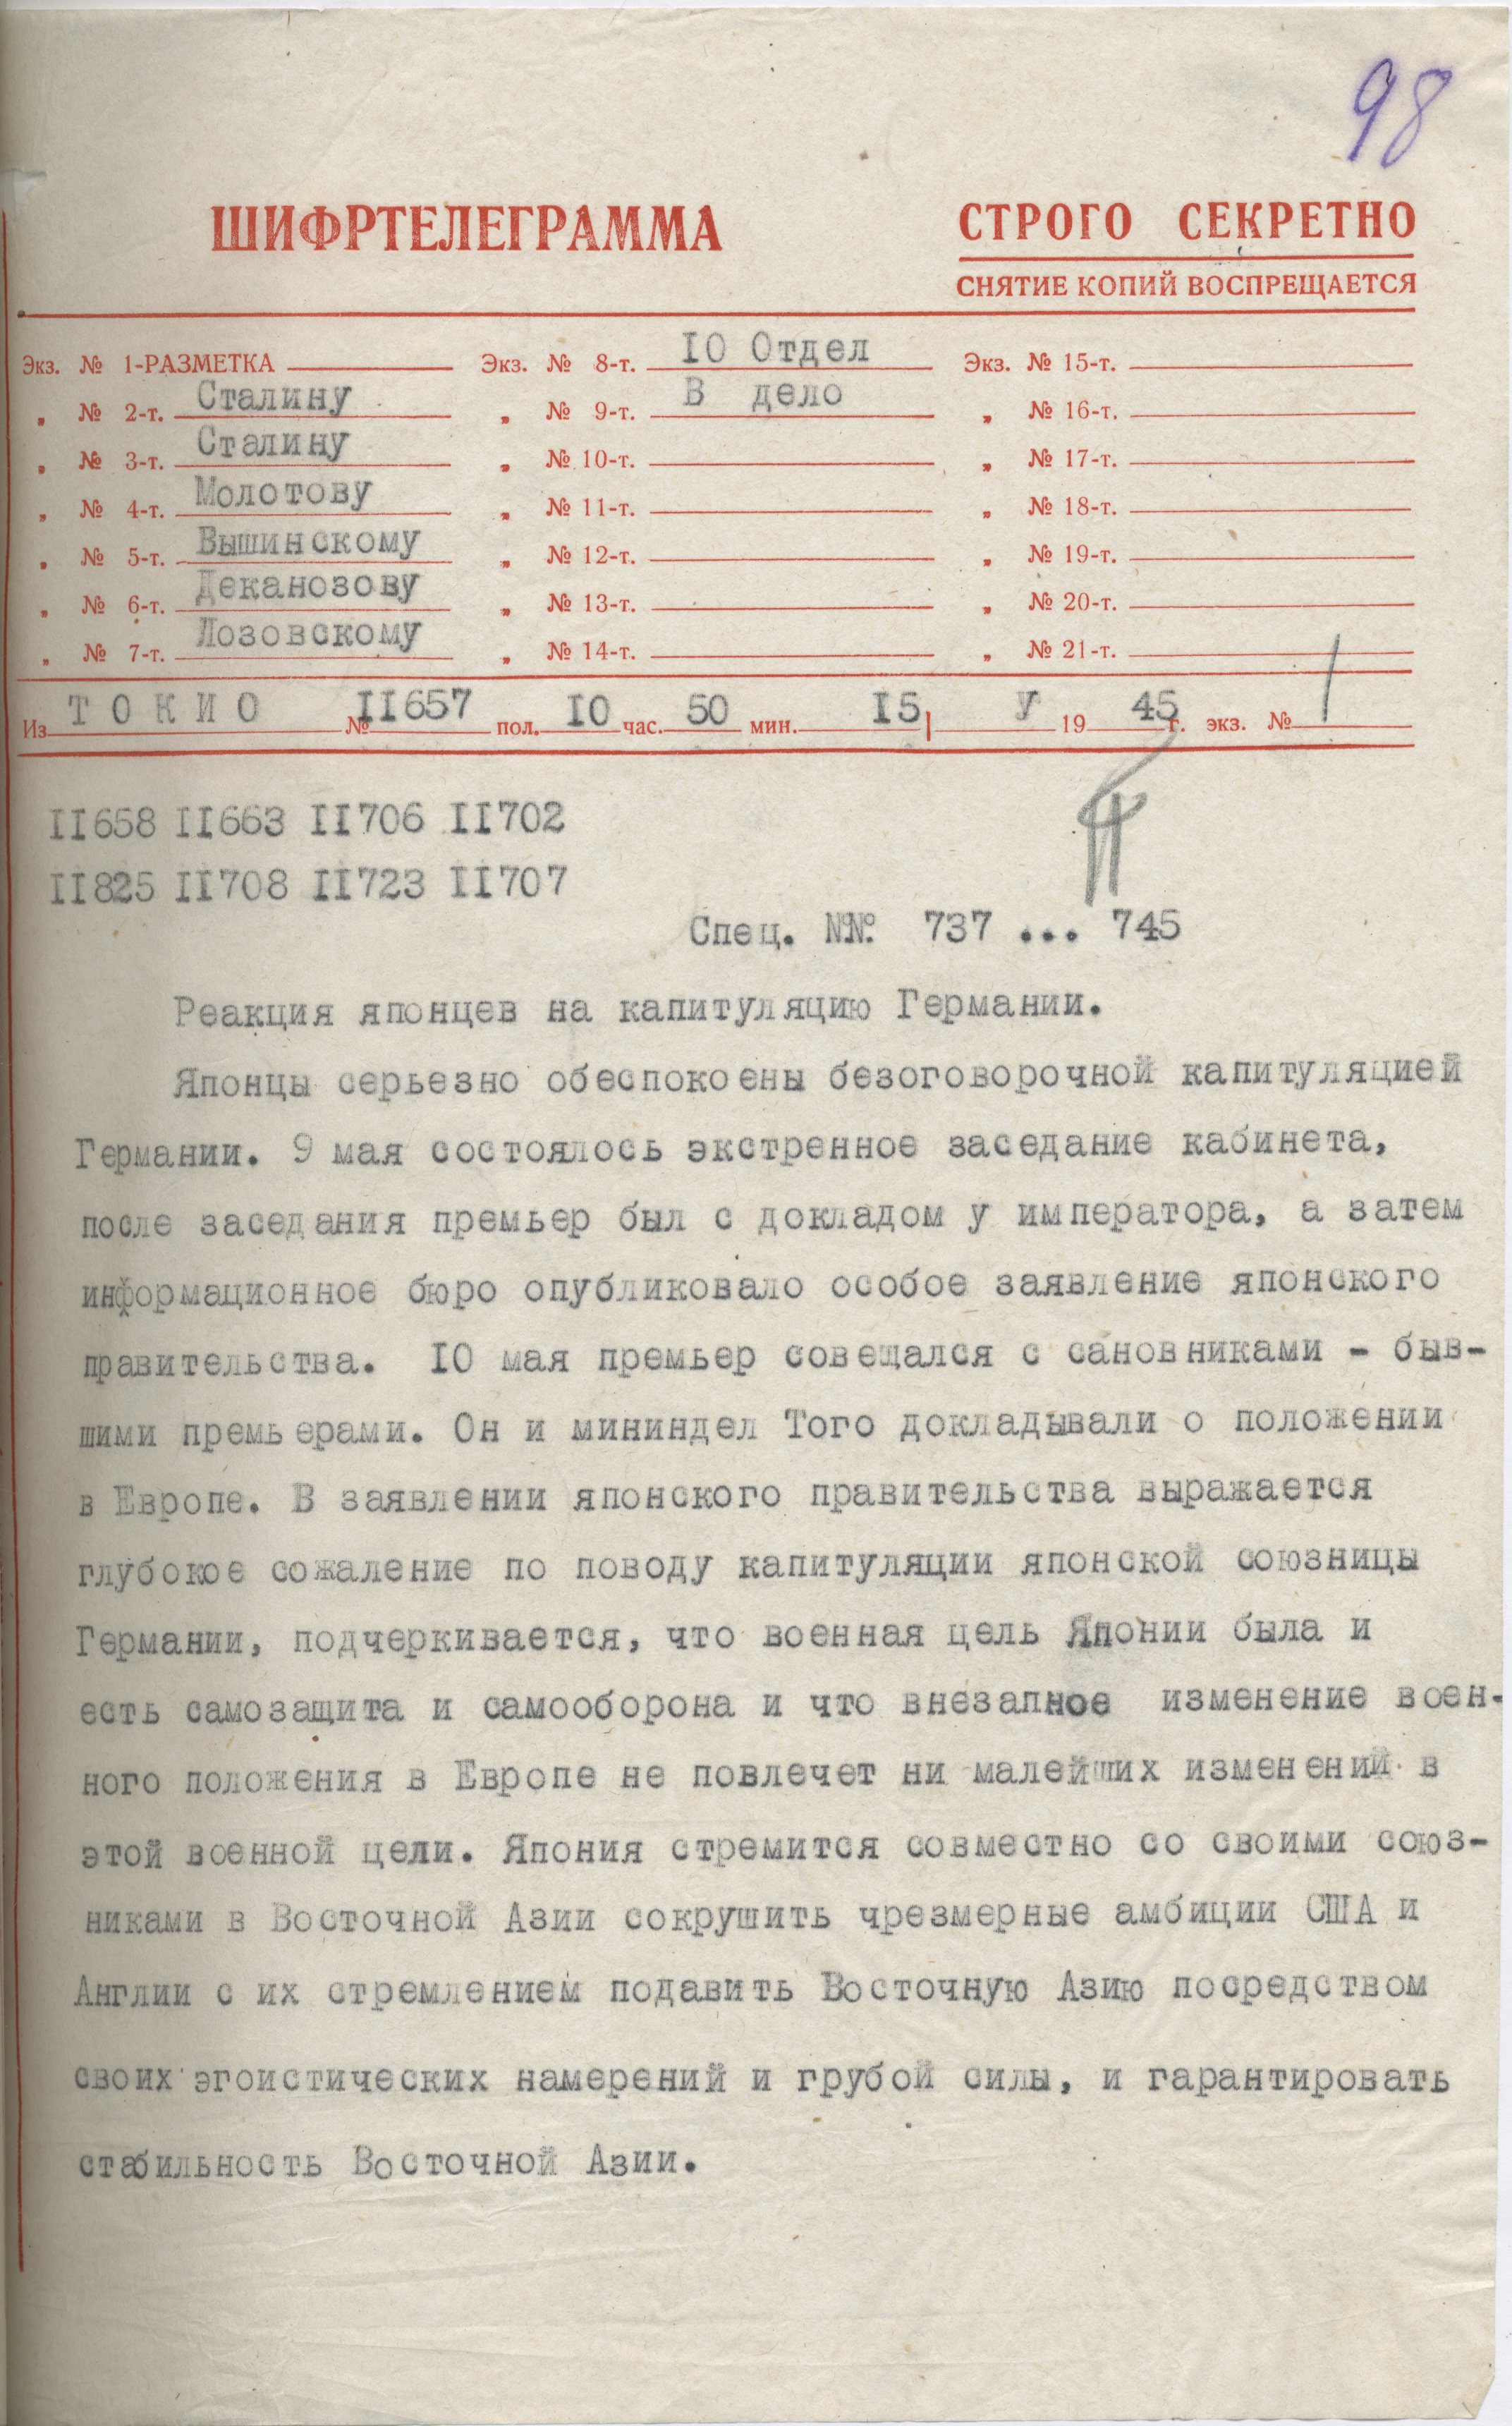 98
ШИФРТЕЛЕГРАММА
СТРОГО СЕКРЕТНО
СНЯТИЕ КОПИЙ ВОСПРЕЩАЕТСЯ
Экз. № 1-РАЗМЕТКА Экз. № 8-т. IO Отдел Экз. № 15-т.
„ № 2-т. Сталину „ № 9-т. В дело „ № 16-т.
„ № 3-т. Сталину „ № 10-т. „ № 17-т.
„ № 4-т. Молотову „ № 11-т. „ № 18-т.
„ № 5-т. Вышинскому „ № 12-т. „ № 19-т.
„ № 6-т. Деканозову „ № 13-т. „ № 20-т.
„ № 7-т. Лозовскому „ № 14-т. „ № 21-т.
Из ТОКИО № II657 пол. IO час. 50 мин. I5 У 19 45 г. экз. № 1
II658 II663 II706 II702
II825 II708 II723 II707
Спец. №№ 737 ... 745
Реакция японцев на капитуляцию Германии.
Японцы серьезно обеспокоены безоговорочной капитуляцией
Германии. 9 мая состоялось экстренное заседание кабинета,
после заседания премьер был с докладом у императора, а затем
информационное бюро опубликовало особое заявление японского
правительства. IO мая премьер совещался с сановниками - быв-
шими премьерами. Он и мининдел Того докладывали о положении
в Европе. В заявлении японского правительства выражается
глубокое сожаление по поводу капитуляции японской союзницы
Германии, подчеркивается, что военная цель Японии была и
есть самозащита и самооборона и что внезапное изменение воен-
ного положения в Европе не повлечет ни малейших изменений в
этой военной цели. Япония стремится совместно со своими союз-
никами в Восточной Азии сокрушить чрезмерные амбиции США и
Англии с их стремлением подавить Восточную Азию посредством
своих эгоистических намерений и грубой силы, и гарантировать
стабильность Восточной Азии.